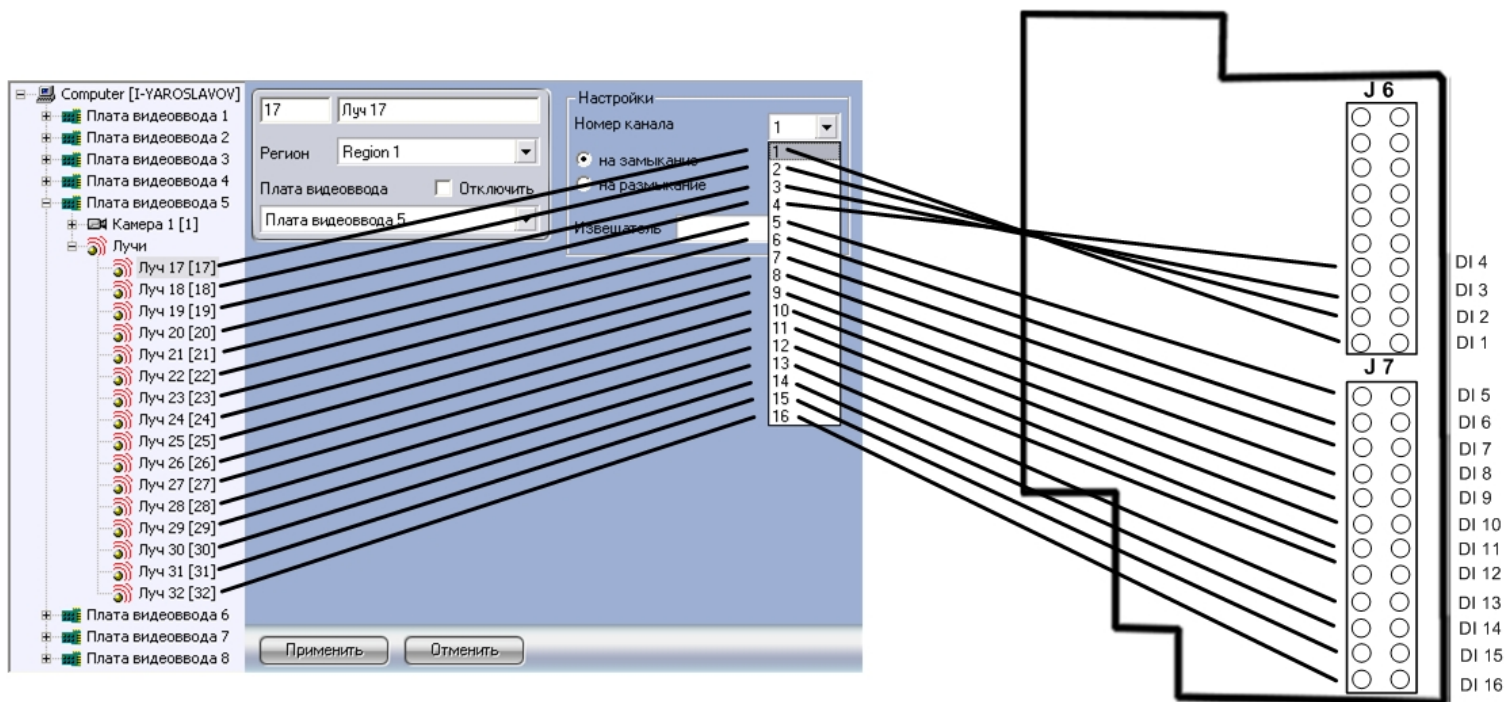 Computer [I-YAROSLAVOV]
Плата видеоввода 1
Плата видеоввода 2
Плата видеоввода 3
Плата видеоввода 4
Плата видеоввода 5
Камера 1 [1]
Лучи
Луч 17 [17]
Луч 18 [18]
Луч 19 [19]
Луч 20 [20]
Луч 21 [21]
Луч 22 [22]
Луч 23 [23]
Луч 24 [24]
Луч 25 [25]
Луч 26 [26]
Луч 27 [27]
Луч 28 [28]
Луч 29 [29]
Луч 30 [30]
Луч 31 [31]
Луч 32 [32]
Плата видеоввода 6
Плата видеоввода 7
Плата видеоввода 8
17 Луч 17
Регион Region 1
Плата видеоввода Отключить
Плата видеоввода 5
Настройки
Номер канала 1
на замыкание
на размыкание
Извещатель
1
2
3
4
5
6
7
8
9
10
11
12
13
14
15
16
Применить Отменить
J 6
DI 4
DI 3
DI 2
DI 1
J 7
DI 5
DI 6
DI 7
DI 8
DI 9
DI 10
DI 11
DI 12
DI 13
DI 14
DI 15
DI 16